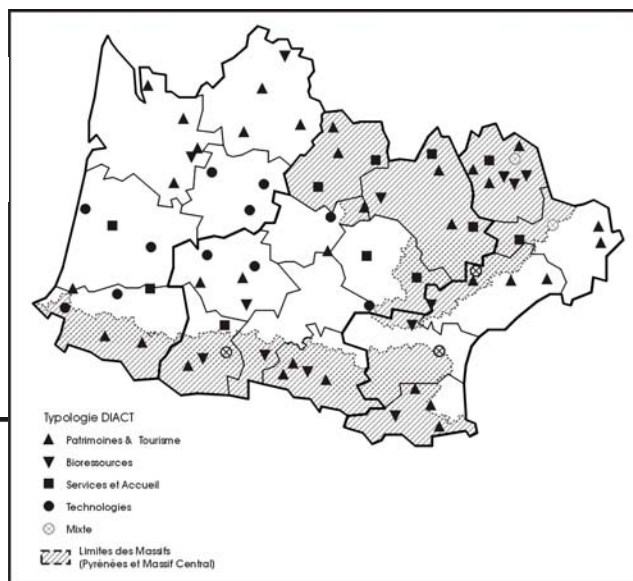 Typologie DIACT
Patrimoines & Tourisme
Bioressources
Services et Accueil
Technologies
Mixte
Limites des Massifs
(Pyrénées et Massif Central)